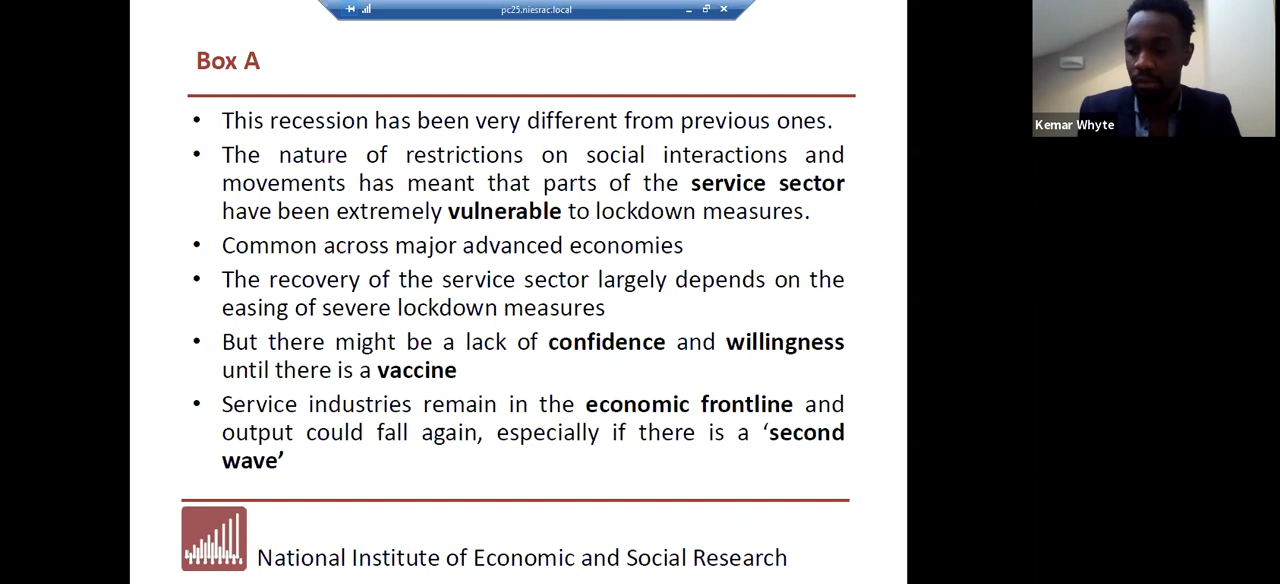 pc25.niesrac.local
Box A
• This recession has been very different from previous ones.
• The nature of restrictions on social interactions and
movements has meant that parts of the service sector
have been extremely vulnerable to lockdown measures.
• Common across major advanced economies
• The recovery of the service sector largely depends on the
easing of severe lockdown measures
• But there might be a lack of confidence and willingness
until there is a vaccine
• Service industries remain in the economic frontline and
output could fall again, especially if there is a ‘second
wave’
National Institute of Economic and Social Research
Kemar Whyte